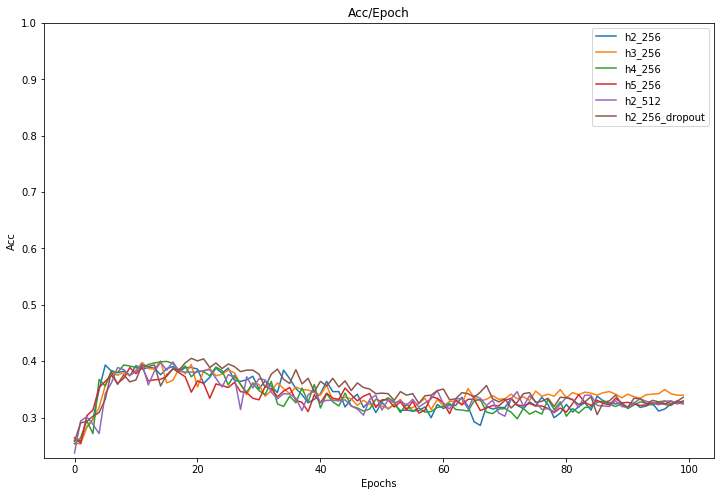 Acc/Epoch
1.0
0.9
0.8
0.7
0.6
0.5
0.4
0.3
Acc
h2_256
h3_256
h4_256
h5_256
h2_512
h2_256_dropout
0 20 40 60 80 100
Epochs